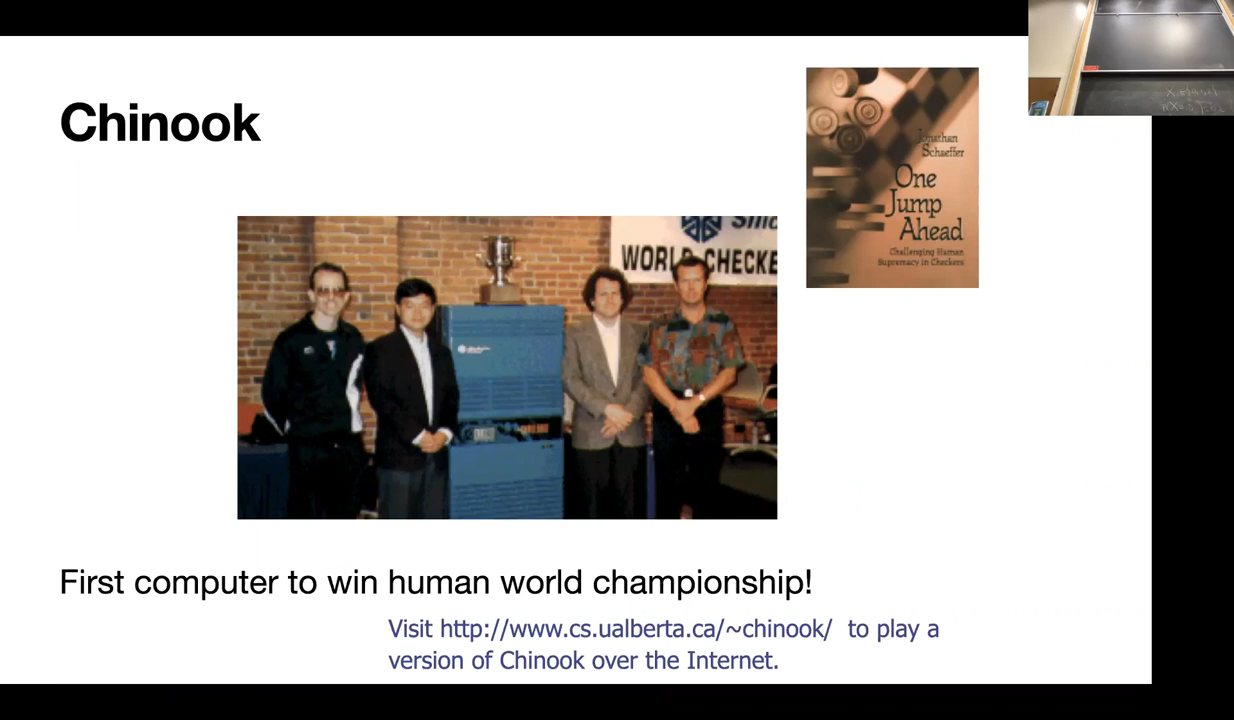 Chinook
Jonathan
Schaeffer
One
Jump
Ahead
Challenging Human
Supremacy in Checkers
WORLD CHECKE
First computer to win human world championship!
Visit http://www.cs.ualberta.ca/~chinook/ to play a
version of Chinook over the Internet.